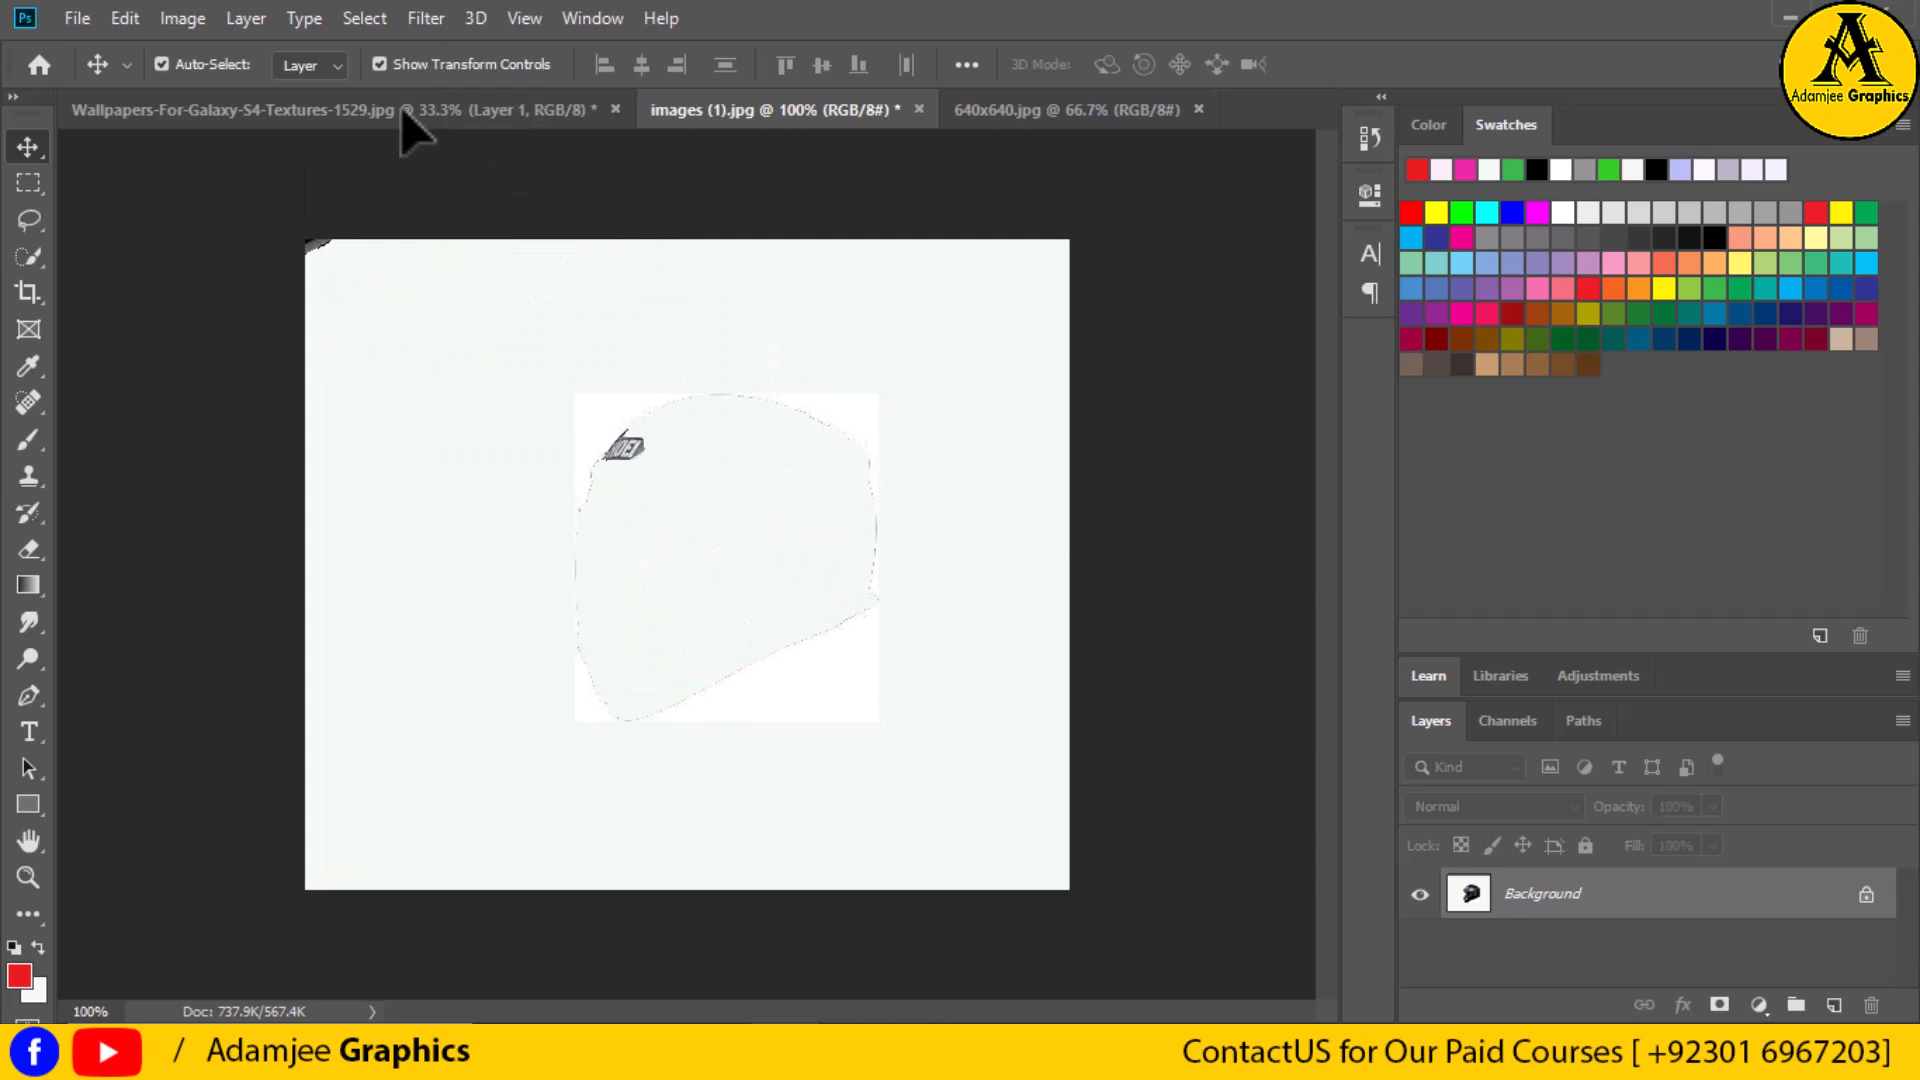 Ps File Edit Image Layer Type Select Filter 3D View Window Help
Auto-Select: Layer Show Transform Controls 3D Mode:
A
Adamjee Graphics
Wallpapers-For-Galaxy-S4-Textures-1529.jpg @ 33.3% (Layer 1, RGB/8) * images (1).jpg @ 100% (RGB/8#) * 640x640.jpg @ 66.7% (RGB/8#)
Color Swatches
Learn Libraries Adjustments
Layers Channels Paths
Kind
Normal Opacity: 100%
Lock: Fill: 100%
Background
100% Doc: 737.9K/567.4K
/ Adamjee Graphics
ContactUS for Our Paid Courses [ +92301 6967203]